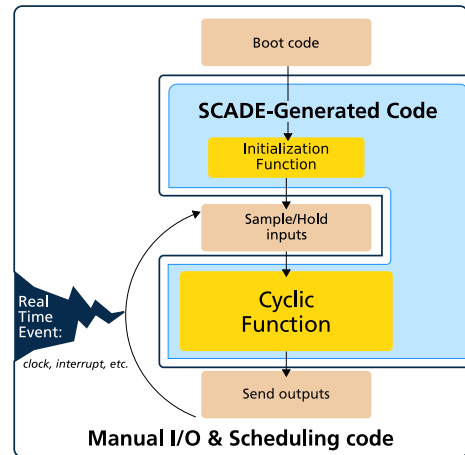 Boot code
SCADE-Generated Code
Initialization
Function
Sample/Hold
inputs
Real
Time
Event:
clock, interrupt, etc.
Cyclic
Function
Send outputs
Manual I/O & Scheduling code